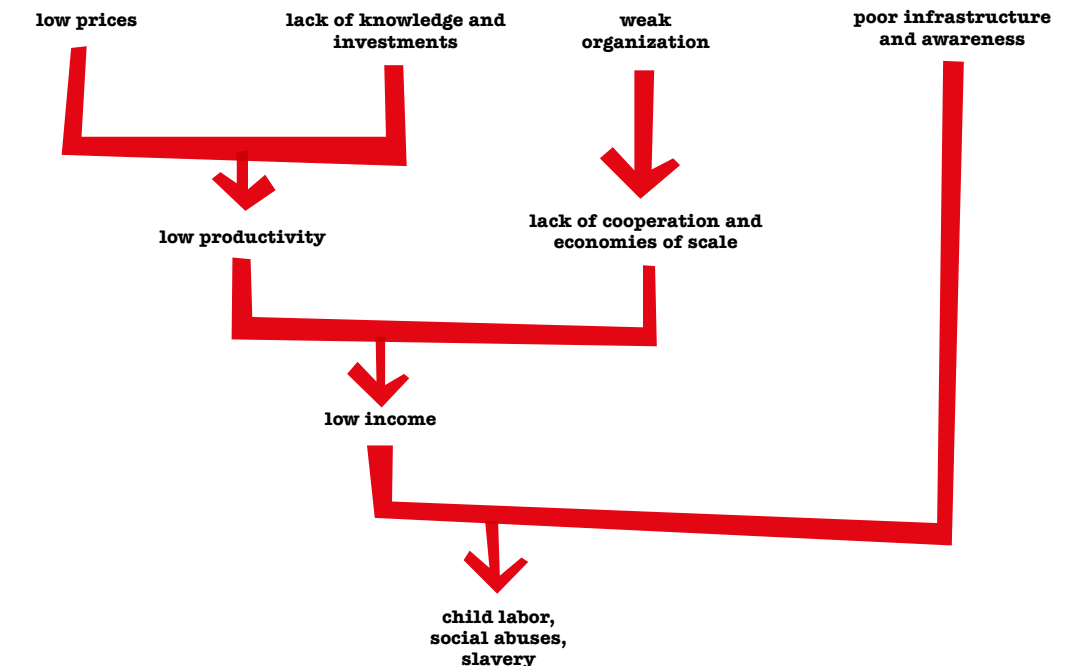 low prices
lack of knowledge and
investments
weak
organization
poor infrastructure
and awareness
low productivity
lack of cooperation and
economies of scale
low income
child labor,
social abuses,
slavery